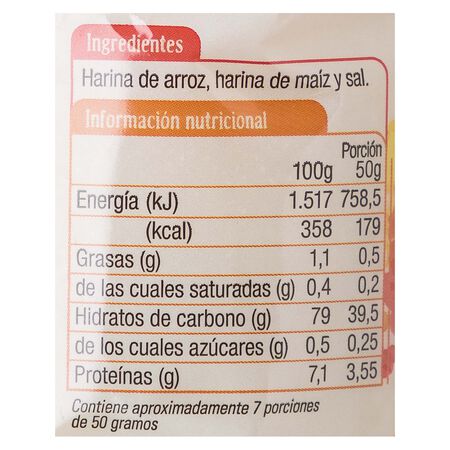 Ingredientes
Harina de arroz, harina de maíz y sal.
Información nutricional
100g Porción 50g
Energía (kJ) 1.517 758,5
(kcal) 358 179
Grasas (g) 1,1 0,5
de las cuales saturadas (g) 0,4 0,2
Hidratos de carbono (g) 79 39,5
de los cuales azúcares (g) 0,5 0,25
Proteínas (g) 7,1 3,55
Contiene aproximadamente 7 porciones
de 50 gramos